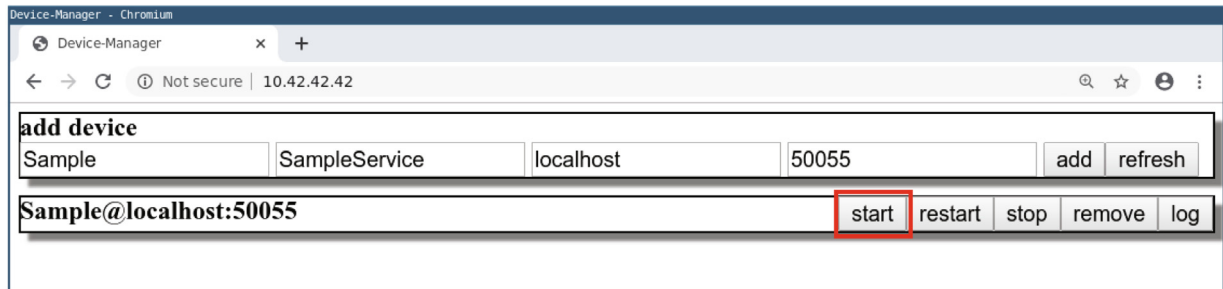 Device-Manager - Chromium
Device-Manager × +
Not secure | 10.42.42.42
add device
Sample SampleService localhost 50055 add refresh
Sample@localhost:50055 start restart stop remove log